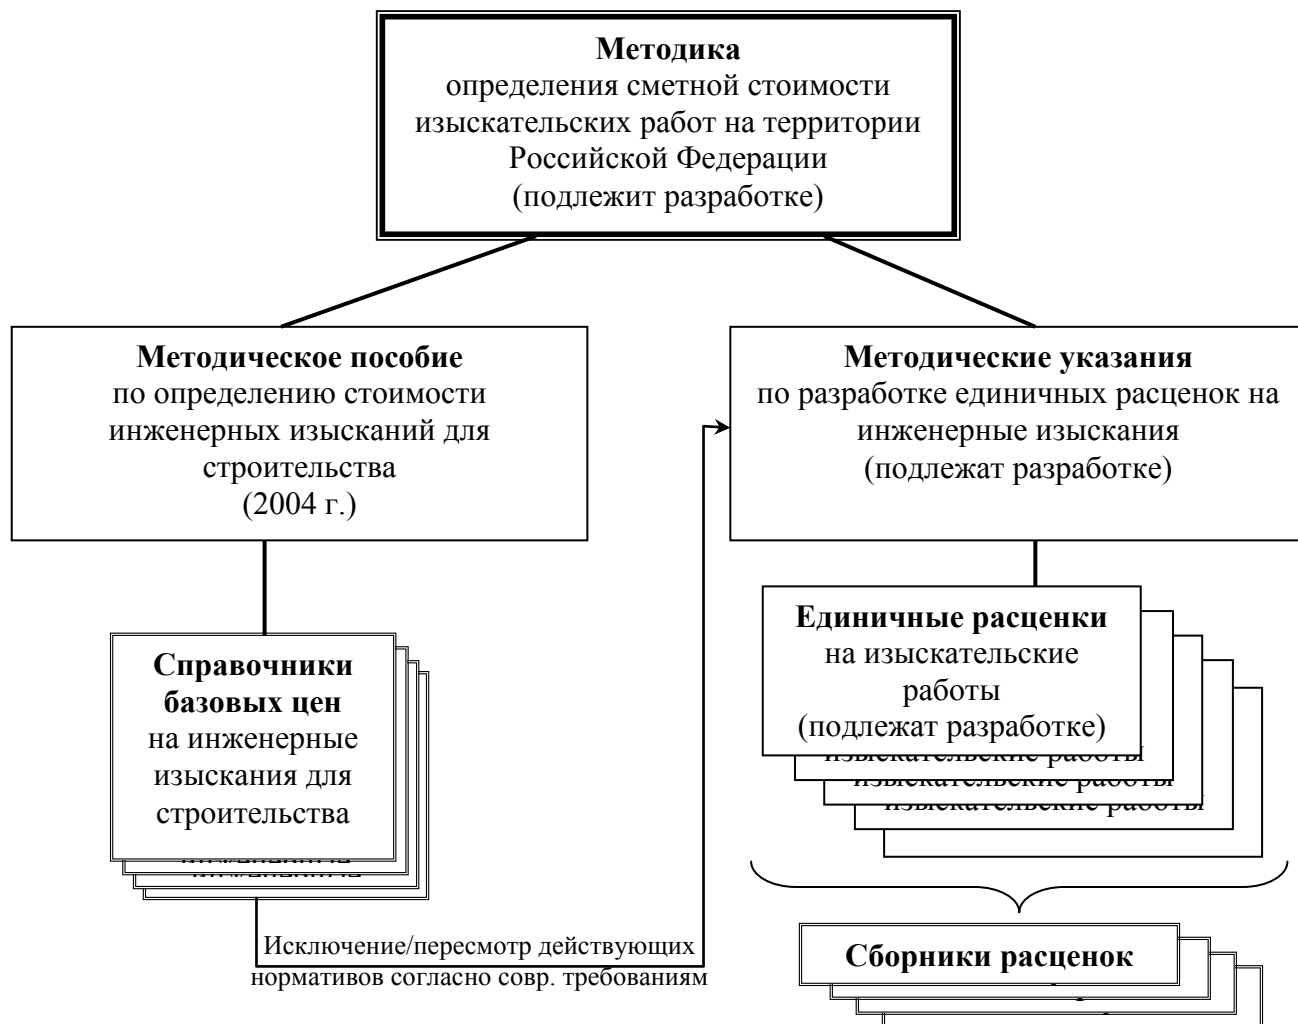 Методика
определения сметной стоимости
изыскательских работ на территории
Российской Федерации
(подлежит разработке)
Методическое пособие
по определению стоимости
инженерных изысканий для
строительства
(2004 г.)
Методические указания
по разработке единичных расценок на
инженерные изыскания
(подлежат разработке)
Справочники
базовых цен
на инженерные
изыскания для
строительства
Единичные расценки
на изыскательские
работы
(подлежат разработке)
изыскательские работы
изыскательские работы
изыскательские работы
Исключение/пересмотр действующих
нормативов согласно совр. требованиям
Сборники расценок